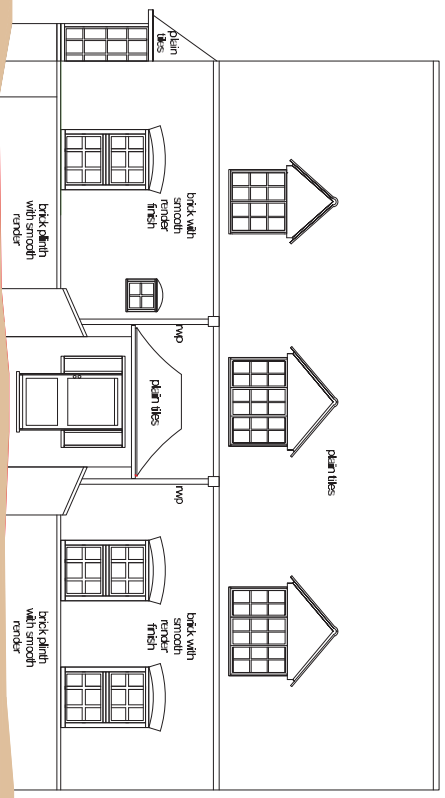 plain tiles
brick with
smooth
render
finish
brick with
smooth
render
finish
rwp
rwp
plain
tiles
plain tiles
brick plinth
with smooth
render
brick plinth
with smooth
render